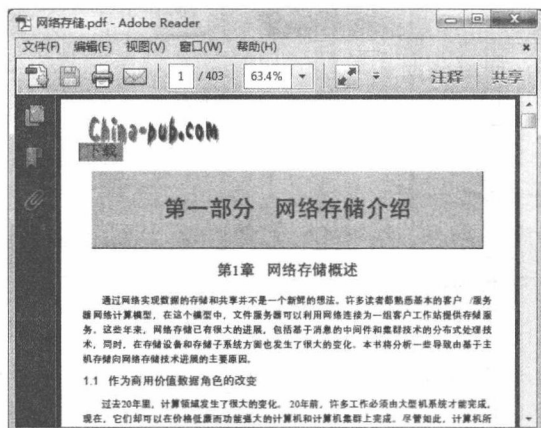 网络存储.pdf - Adobe Reader
文件(F) 编辑(E) 视图(V) 窗口(W) 帮助(H)
1 / 403 63.4% 注释 共享
China-pub.com
下载
第一部分 网络存储介绍
第1章 网络存储概述
通过网络实现数据的存储和共享并不是一个新鲜的想法。许多读者都熟悉基本的客户 /服务
器网络计算模型，在这个模型中，文件服务器可以利用网络连接为一组客户工作站提供存储服
务。这些年来，网络存储已有很大的进展，包括基于消息的中间件和集群技术的分布式处理技
术，同时，在存储设备和存储子系统方面也发生了很大的变化。本书将分析一些导致由基于主
机存储向网络存储技术进展的主要原因。
1.1 作为商用价值数据角色的改变
过去20年里，计算领域发生了很大的变化。 20年前，许多工作必须由大型机系统才能完成，
现在，它们却可以在价格低廉而功能强大的计算机和计算机集群上完成。尽管如此，计算机所